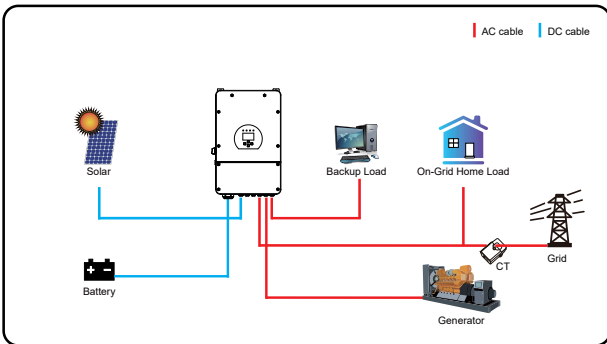 AC cable
DC cable
Solar
Backup Load
On-Grid Home Load
CT
Grid
Battery
Generator